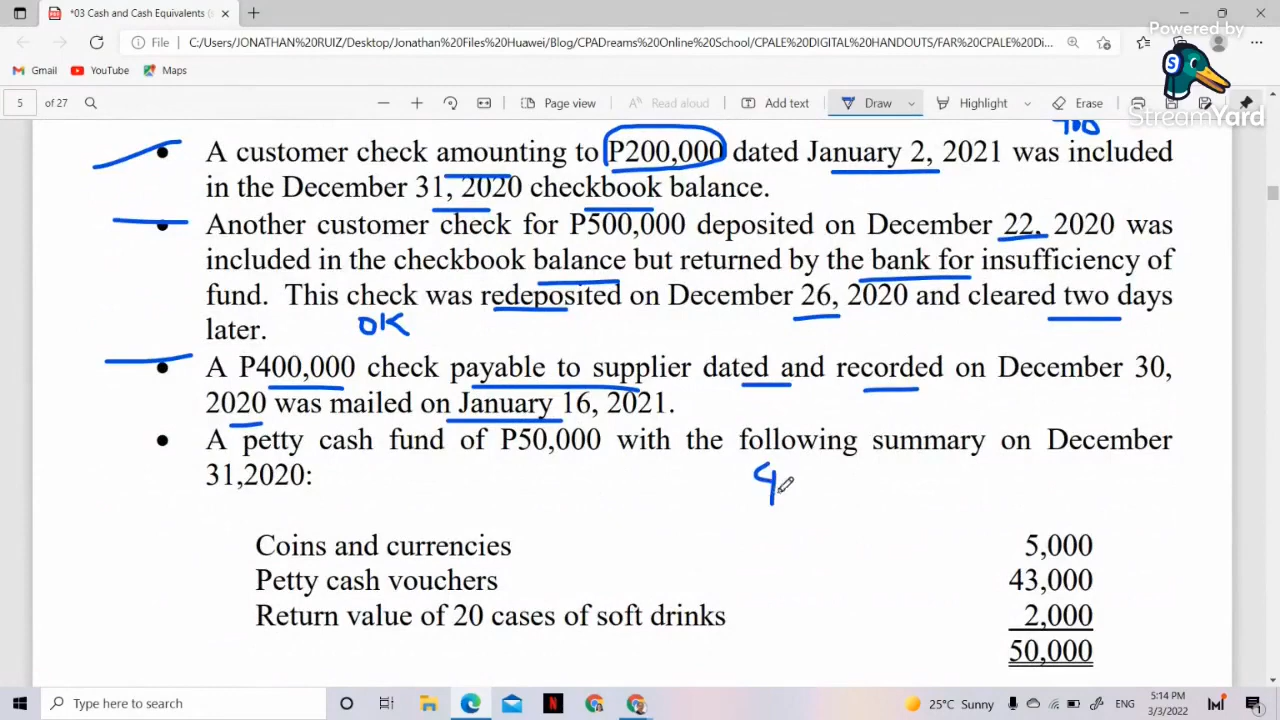 *03 Cash and Cash Equivalents (s
Powered by
File C:/Users/JONATHAN%20RUIZ/Desktop/Jonathan%20Files%20Huawei/Blog/CPADreams%20Online%20School/CPALE%20DIGITAL%20HANDOUTS/FAR%20CPALE%20Di...
Gmail YouTube Maps
5 of 27 Page view Read aloud Add text Draw Highlight Erase
StreamYard
• A customer check amounting to P200,000 dated January 2, 2021 was included
in the December 31, 2020 checkbook balance.
• Another customer check for P500,000 deposited on December 22, 2020 was
included in the checkbook balance but returned by the bank for insufficiency of
fund. This check was redeposited on December 26, 2020 and cleared two days
later. OK
• A P400,000 check payable to supplier dated and recorded on December 30,
2020 was mailed on January 16, 2021.
• A petty cash fund of P50,000 with the following summary on December
31,2020:
4
Coins and currencies 5,000
Petty cash vouchers 43,000
Return value of 20 cases of soft drinks 2,000
50,000
Type here to search 25°C Sunny ENG 5:14 PM
3/3/2022